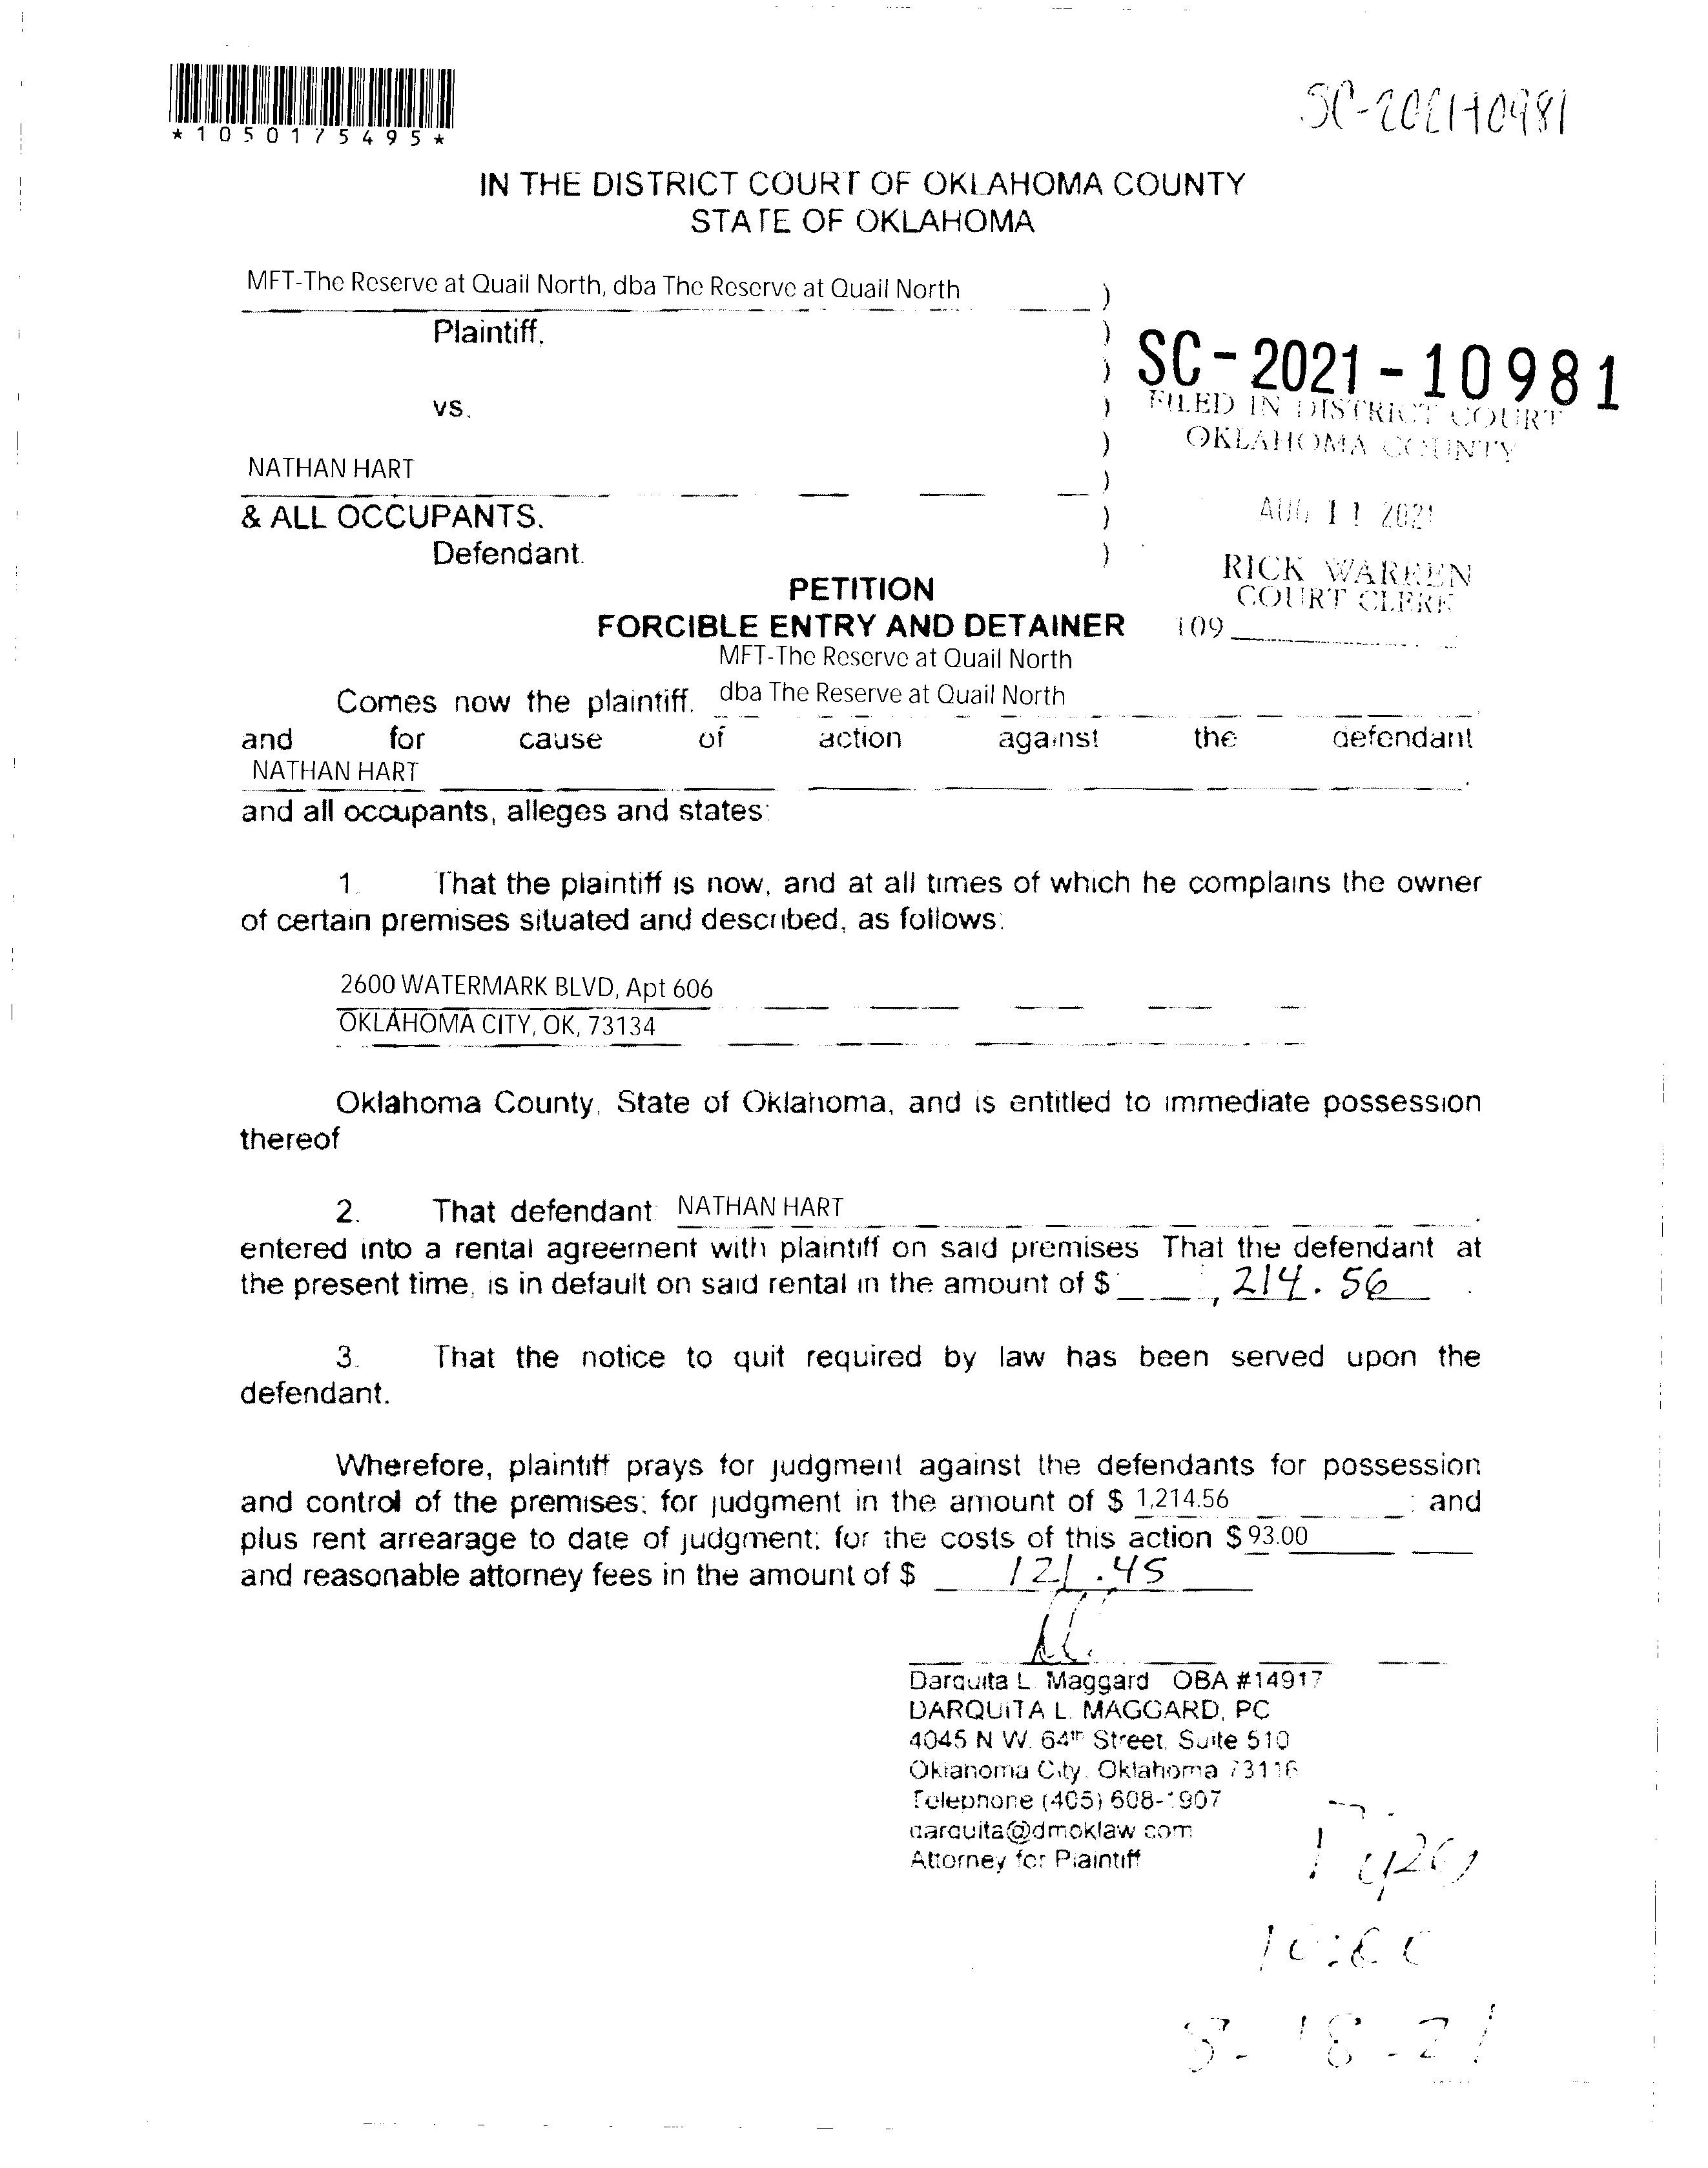 *1050175495*
SC-2021-10981
IN THE DISTRICT COURT OF OKLAHOMA COUNTY
STATE OF OKLAHOMA
MFT-The Reserve at Quail North, dba The Reserve at Quail North )
Plaintiff, )
)
SC-2021-10981
vs. )
FILED IN DISTRICT COURT
OKLAHOMA COUNTY
)
NATHAN HART )
& ALL OCCUPANTS, )
AUG 11 2021
Defendant. )
RICK WARREN
COURT CLERK
109
PETITION
FORCIBLE ENTRY AND DETAINER
MFT-The Reserve at Quail North
Comes now the plaintiff, dba The Reserve at Quail North
and for cause of action against the defendant
NATHAN HART
and all occupants, alleges and states:
1. That the plaintiff is now, and at all times of which he complains the owner
of certain premises situated and described, as follows:
2600 WATERMARK BLVD, Apt 606
OKLAHOMA CITY, OK, 73134
Oklahoma County, State of Oklahoma, and is entitled to immediate possession
thereof
2. That defendant NATHAN HART
entered into a rental agreement with plaintiff on said premises That the defendant at
the present time, is in default on said rental in the amount of $ , 214.56
3. That the notice to quit required by law has been served upon the
defendant.
Wherefore, plaintiff prays for judgment against the defendants for possession
and control of the premises; for judgment in the amount of $ 1,214.56 ; and
plus rent arrearage to date of judgment; for the costs of this action $ 93.00
and reasonable attorney fees in the amount of $ 121.45
Darquita L. Maggard OBA #14917
DARQUITA L. MAGGARD, PC
4045 N.W. 64th Street, Suite 510
Oklahoma City, Oklahoma 73116
Telephone (405) 608-1907
darquita@dmoklaw.com
Attorney for Plaintiff
8-18-21